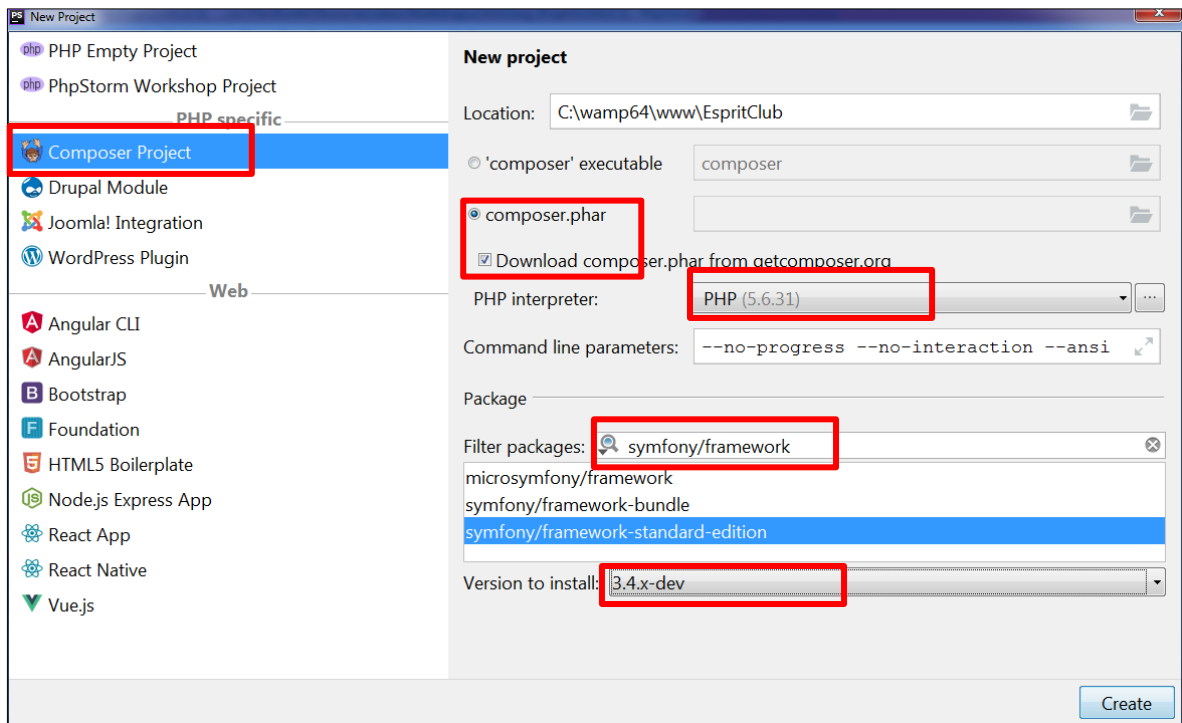 PS New Project
php PHP Empty Project
php PhpStorm Workshop Project
PHP specific
Composer Project
Drupal Module
Joomla! Integration
WordPress Plugin
Web
Angular CLI
AngularJS
B Bootstrap
F Foundation
5 HTML5 Boilerplate
JS Node.js Express App
React App
React Native
Vue.js
New project
Location: C:\wamp64\www\EspritClub
'composer' executable composer
composer.phar
Download composer.phar from getcomposer.org
PHP interpreter: PHP (5.6.31) ...
Command line parameters: --no-progress --no-interaction --ansi
Package
Filter packages: symfony/framework
microsymfony/framework
symfony/framework-bundle
symfony/framework-standard-edition
Version to install: 3.4.x-dev
Create